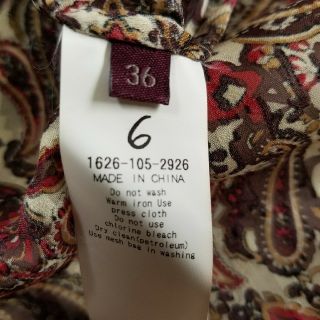 36
6
1626-105-2926
MADE IN CHINA
Do not wash
Warm iron Use
press cloth
Do not use
chlorine bleach
Dry clean(petroleum)
Use mesh bag in washing